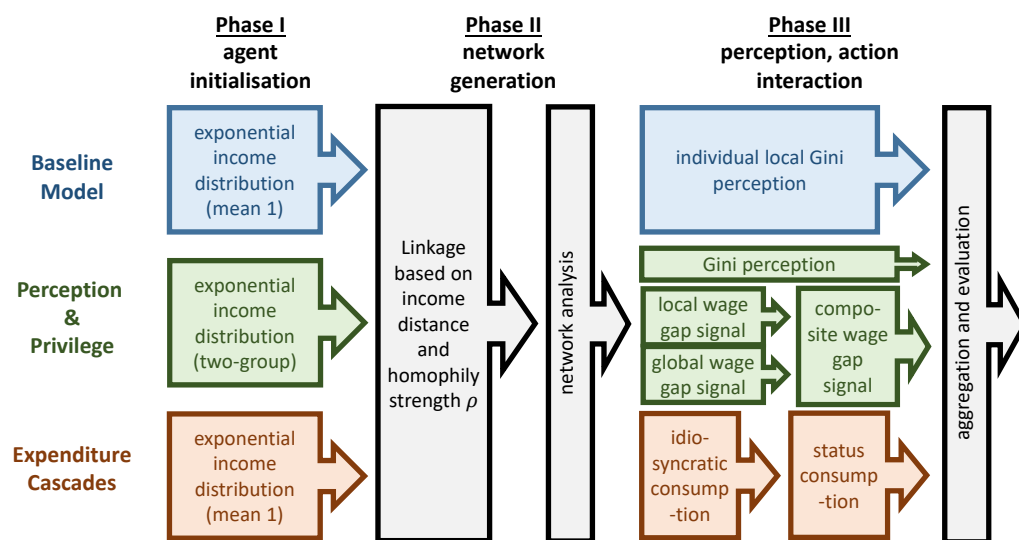 Phase I
agent
initialisation
Phase II
network
generation
Phase III
perception, action
interaction
Baseline
Model
exponential
income
distribution
(mean 1)
individual local Gini
perception
Perception
&
Privilege
exponential
income
distribution
(two-group)
Linkage
based on
income
distance
and
homophily
strength ρ
network analysis
Gini perception
local wage
gap signal
global wage
gap signal
compo-
site wage
gap
signal
aggregation and evaluation
Expenditure
Cascades
exponential
income
distribution
(mean 1)
idio-
syncratic
consump
-tion
status
consump
-tion